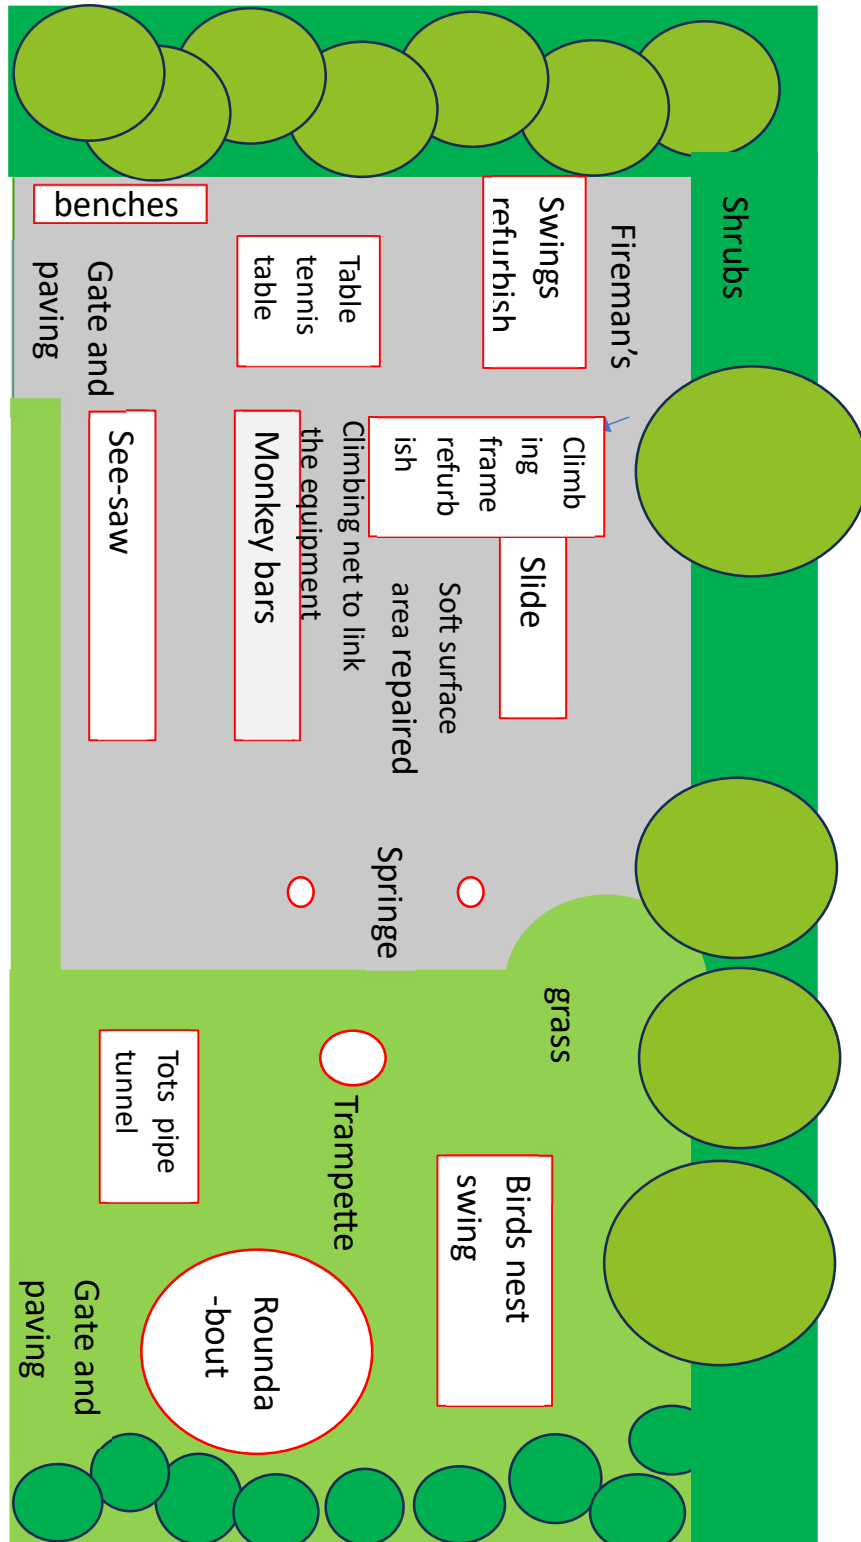 benches
Swings
refurbish
Fireman’s
Shrubs
Table
tennis
table
Gate and
paving
See-saw
Monkey bars
Climbing net to link
the equipment
Climb
ing
frame
refurb
ish
Slide
Soft surface
area repaired
Springe
grass
Tots pipe
tunnel
Trampette
Birds nest
swing
Rounda
-bout
Gate and
paving